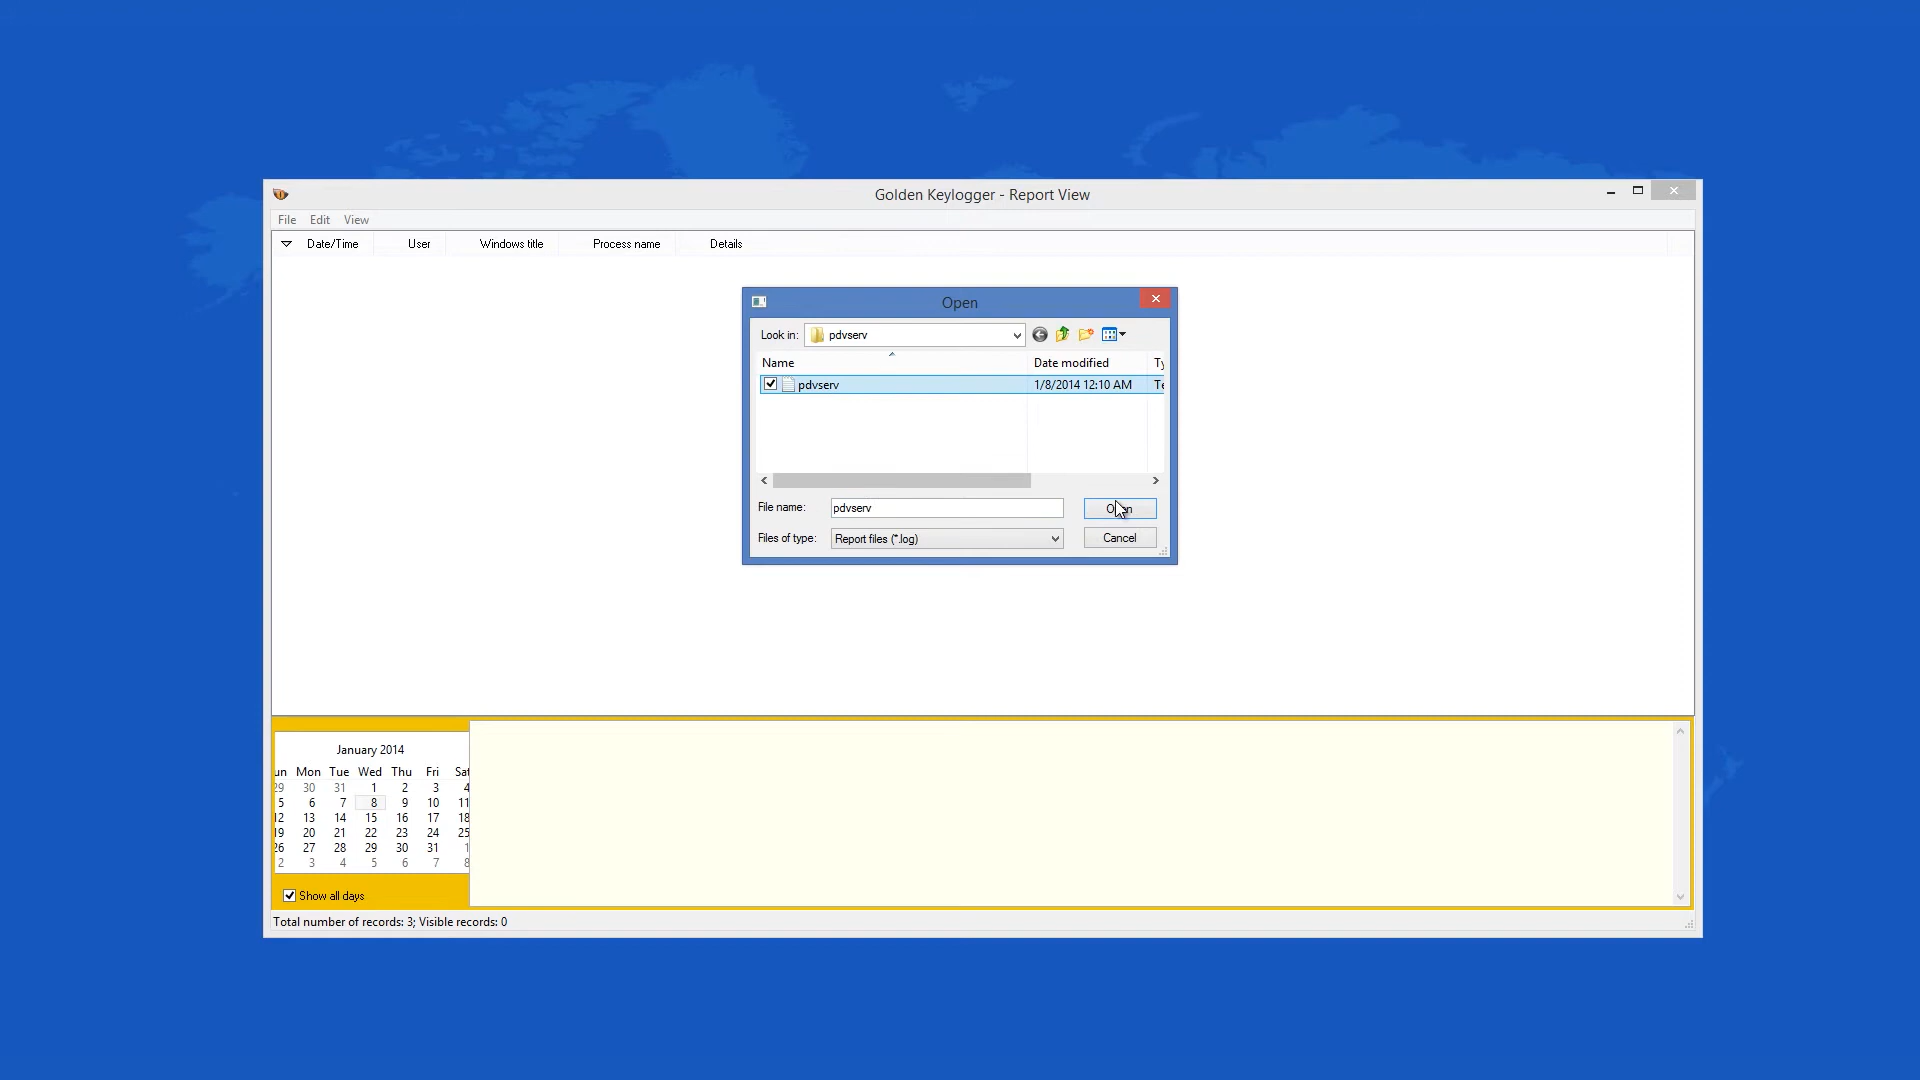 Golden Keylogger - Report View
File Edit View
Date/Time User Windows title Process name Details
Open
Look in: pdvserv
Name Date modified Ty
pdvserv 1/8/2014 12:10 AM Te
File name: pdvserv Open
Files of type: Report files (*.log) Cancel
January 2014
un Mon Tue Wed Thu Fri Sat
29 30 31 1 2 3 4
5 6 7 8 9 10 11
12 13 14 15 16 17 18
19 20 21 22 23 24 25
26 27 28 29 30 31 1
2 3 4 5 6 7 8
Show all days
Total number of records: 3; Visible records: 0